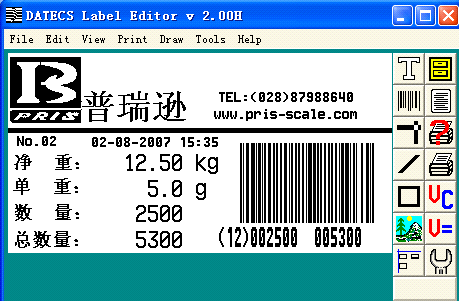 DATECS Label Editor v 2.00H
File Edit View Print Draw Tools Help
B
PRIS
普瑞逊
TEL:(028)87988640
www.pris-scale.com
No.02 02-08-2007 15:35
净 重: 12.50 kg
单 重: 5.0 g
数 量: 2500
总数量: 5300
(12)002500 005300
T
?
VC
V=